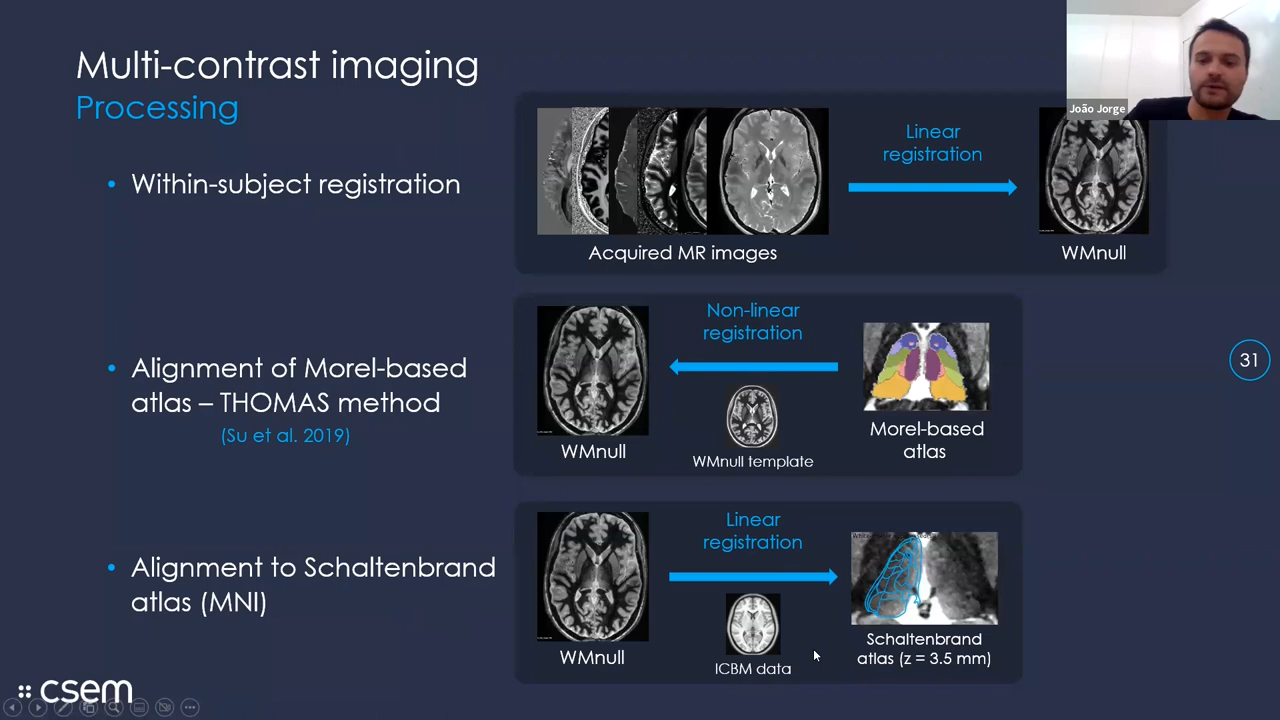 Multi-contrast imaging
Processing
João Jorge
• Within-subject registration
Linear
registration
Acquired MR images
WMnull
• Alignment of Morel-based
atlas – THOMAS method
(Su et al. 2019)
Non-linear
registration
WMnull
WMnull template
Morel-based
atlas
31
• Alignment to Schaltenbrand
atlas (MNI)
Linear
registration
WMnull
ICBM data
Schaltenbrand
atlas (z = 3.5 mm)
csem